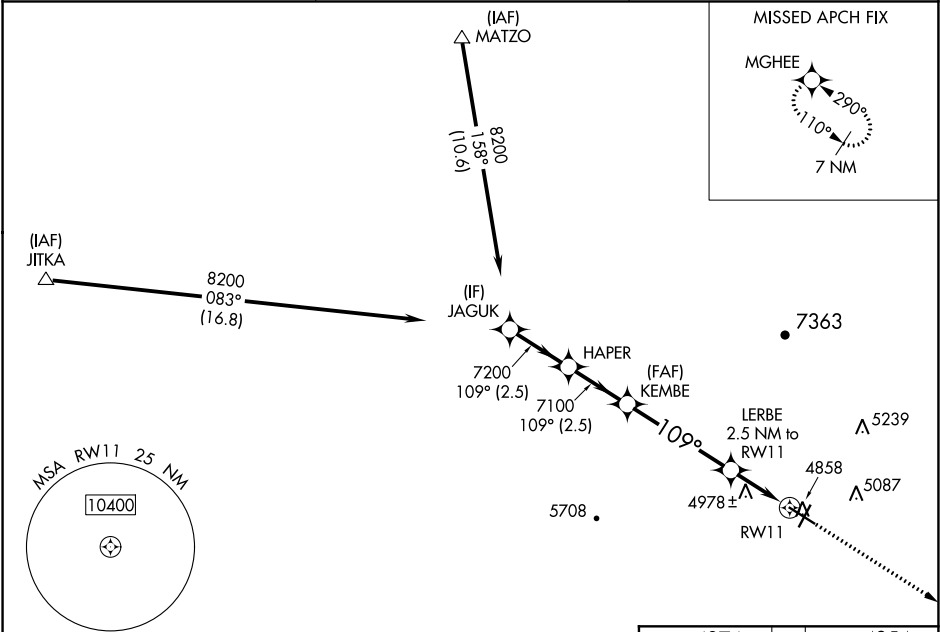 MISSED APCH FIX
MGHEE
290°
110°
7 NM
(IAF)
MATZO
8200
158°
(10.6)
(IAF)
JITKA
8200
083°
(16.8)
(IF)
JAGUK
7200
109° (2.5)
HAPER
7100
109° (2.5)
(FAF)
KEMBE
109°
LERBE
2.5 NM to
RW11
7363
5239
4858
5087
4978±
5708
RW11
MSA RW11 25 NM
10400